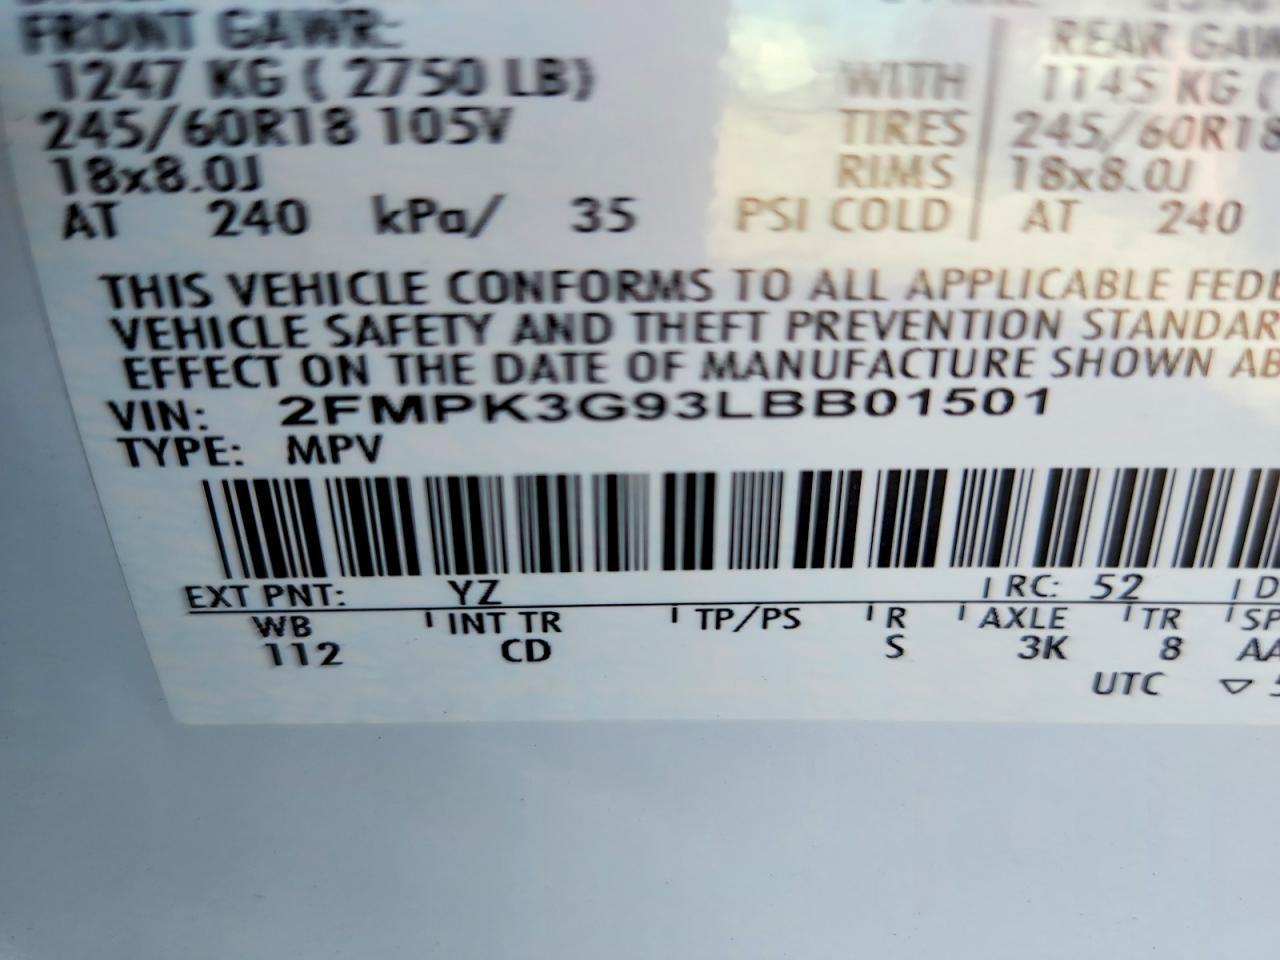 FRONT GAWR:
REAR GAW
1247 KG ( 2750 LB) WITH 1145 KG (
245/60R18 105V TIRES 245/60R18
18x8.0J RIMS 18x8.0J
AT 240 kPa/ 35 PSI COLD AT 240
THIS VEHICLE CONFORMS TO ALL APPLICABLE FEDE
VEHICLE SAFETY AND THEFT PREVENTION STANDAR
EFFECT ON THE DATE OF MANUFACTURE SHOWN AB
VIN: 2FMPK3G93LBB01501
TYPE: MPV
EXT PNT: YZ RC: 52 D
WB INT TR TP/PS R AXLE TR SP
112 CD S 3K 8 AA
UTC